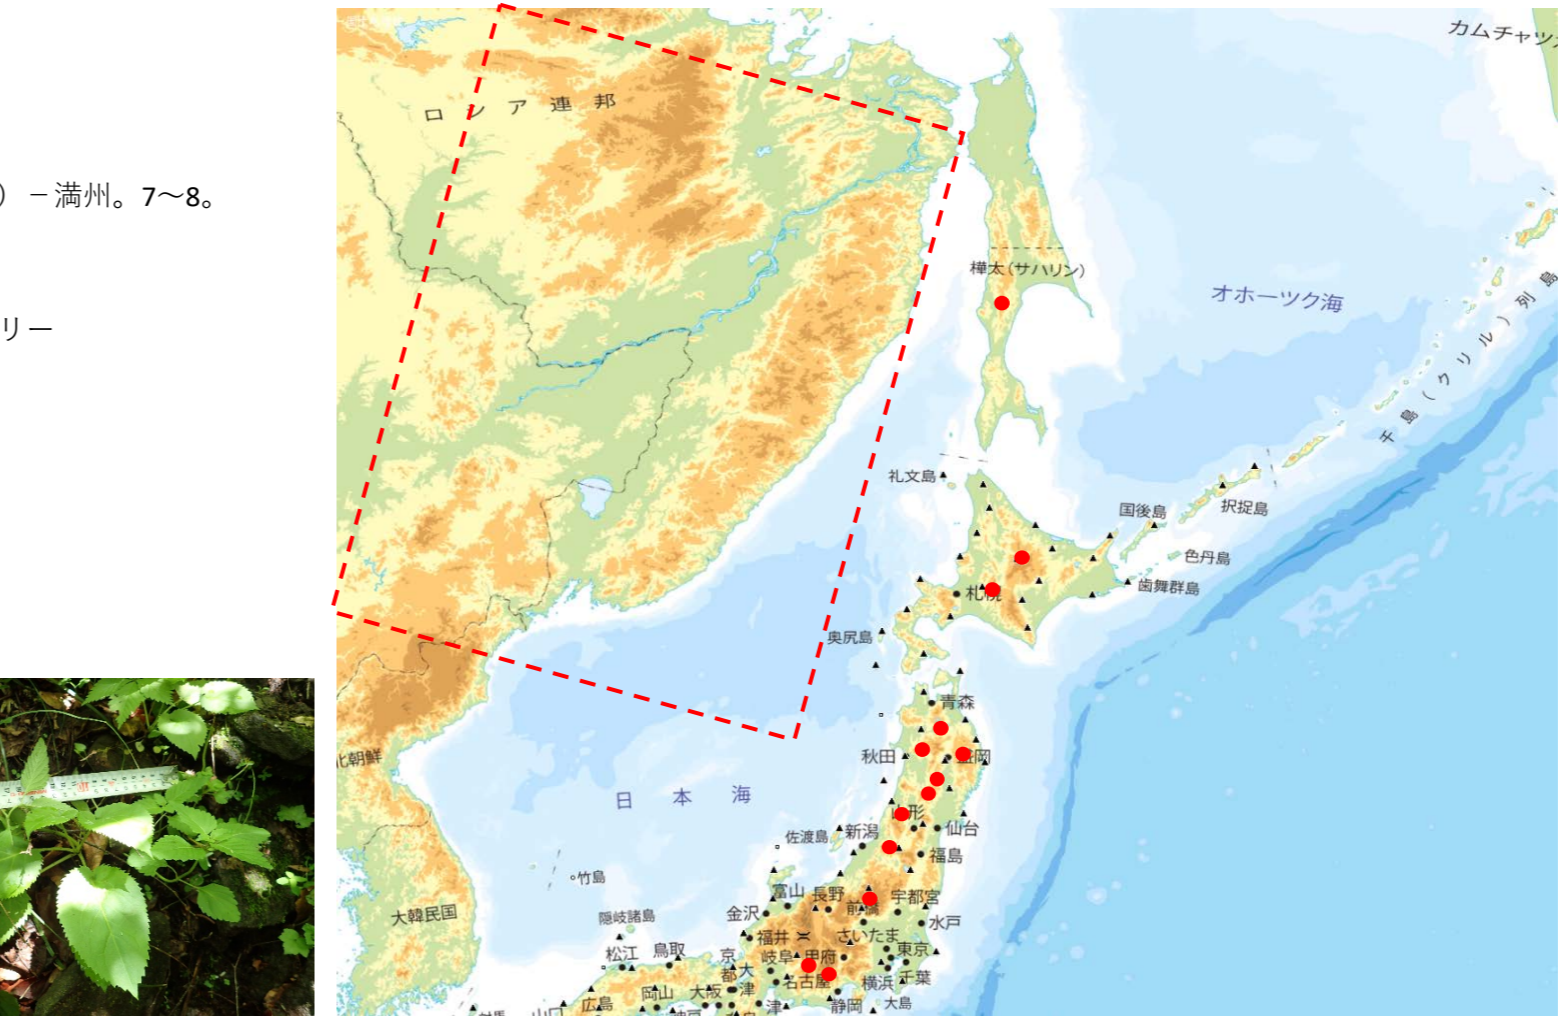 ) －満州。7～8。
リー
カムチャツ
ロシア連邦
樺太(サハリン)
オホーツク海
千島(クリル)列島
礼文島
択捉島
国後島
色丹島
歯舞群島
札幌
奥尻島
青森
秋田
盛岡
日本海
山形
仙台
佐渡島
新潟
福島
竹島
富山
長野
前橋
宇都宮
水戸
金沢
大韓民国
北朝鮮
隠岐諸島
福井
さいたま
松江
鳥取
京都
岐阜
甲府
東京
大津
名古屋
横浜
千葉
広島
岡山
大阪
津
静岡
大島
山口
神戸
対馬